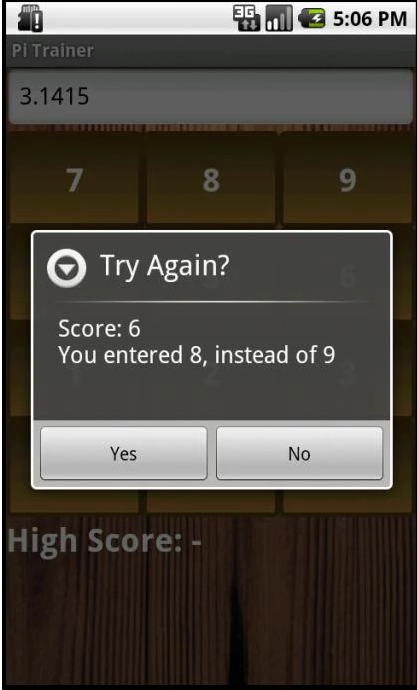 3G 5:06 PM
Pi Trainer
3.1415
7 8 9
Try Again?
Score: 6
You entered 8, instead of 9
Yes No
High Score: -